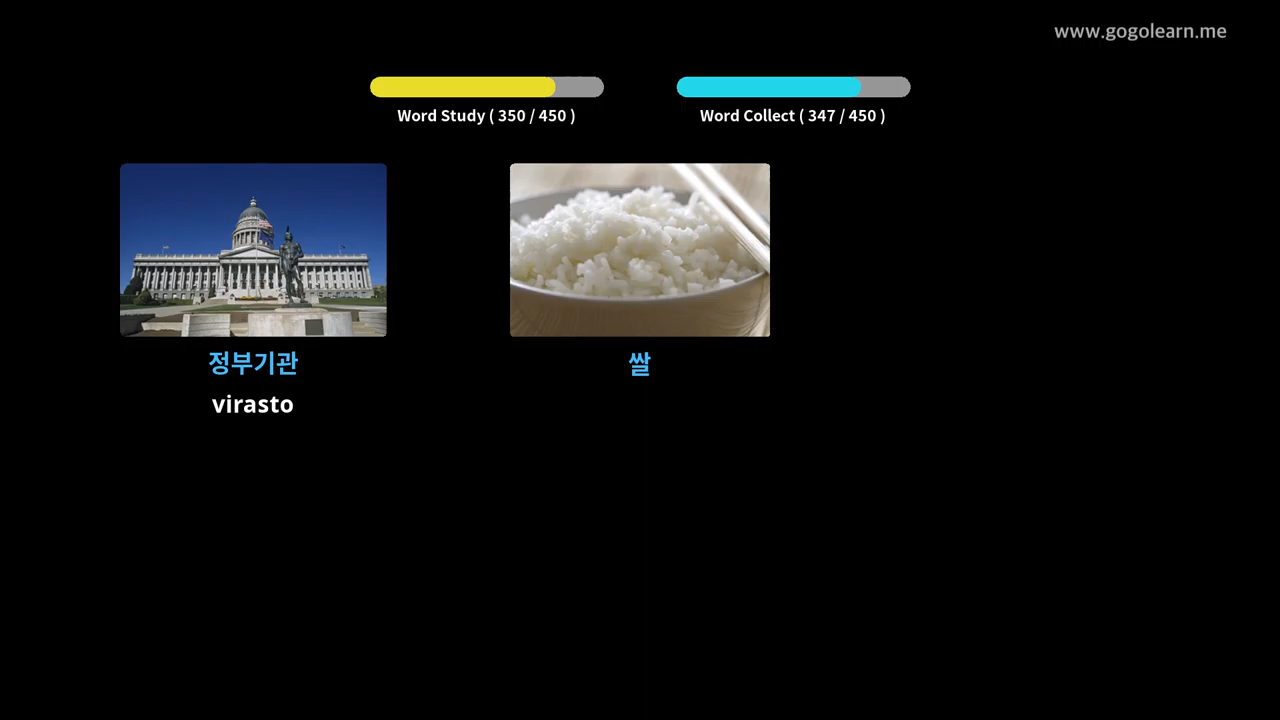 www.gogolearn.me
Word Study ( 350 / 450 )
Word Collect ( 347 / 450 )
정부기관
virasto
쌀